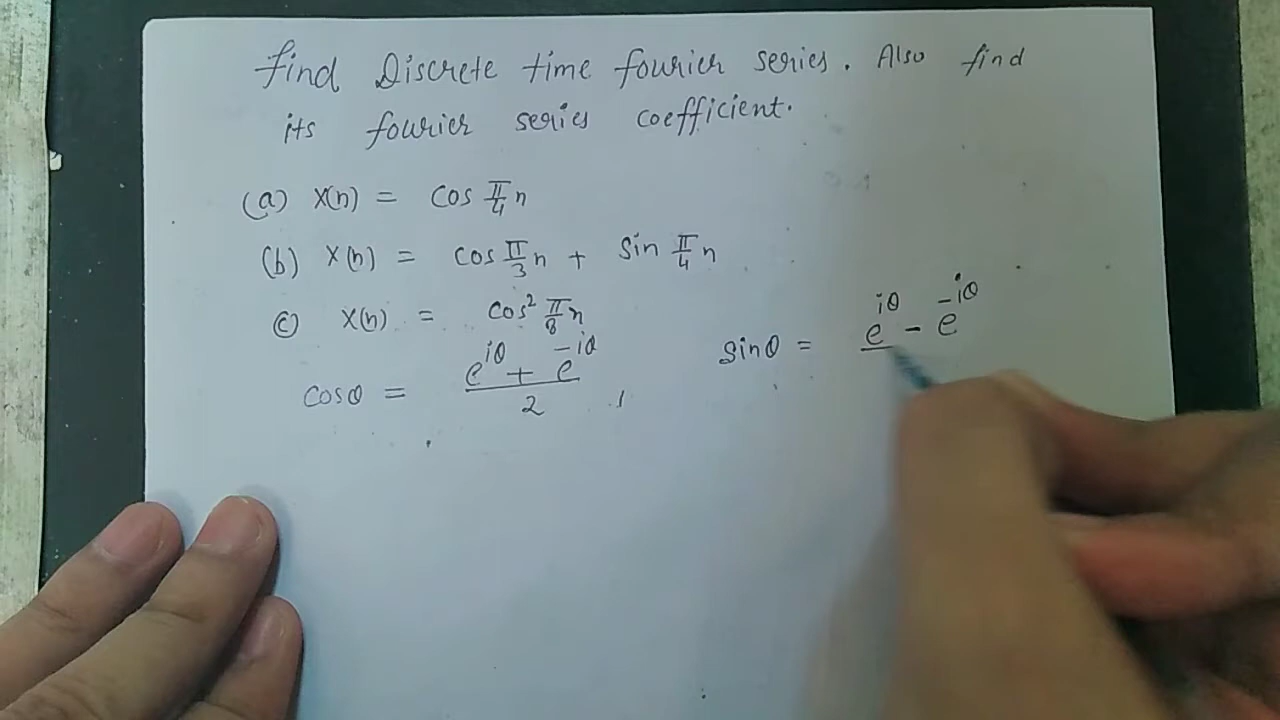 find Discrete time fourier series. Also find
its fourier series coefficient.
(a) x(n) = cos π/4 n
(b) x(n) = cos π/3 n + sin π/4 n
(c) x(n) = cos² π/8 n
cosθ = (e^{iθ} + e^{-iθ})/2 , sinθ = e^{iθ} - e^{-iθ}